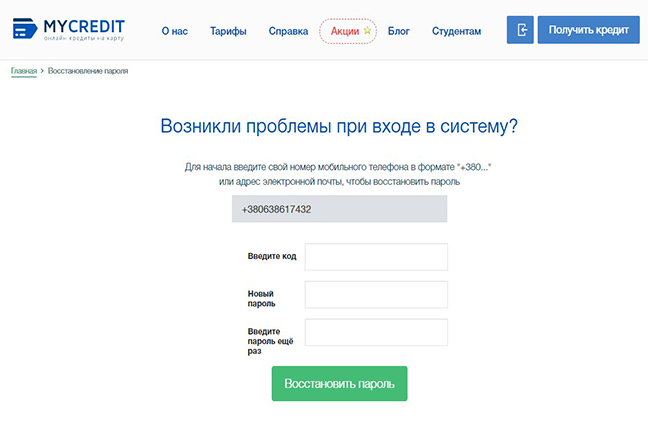 MYCREDIT
онлайн кредиты на карту
О нас Тарифы Справка Акции Блог Студентам Получить кредит
Главная > Восстановление пароля
Возникли проблемы при входе в систему?
Для начала введите свой номер мобильного телефона в формате "+380..."
или адрес электронной почты, чтобы восстановить пароль
+380638617432
Введите код
Новый
пароль
Введите
пароль ещё
раз
Восстановить пароль